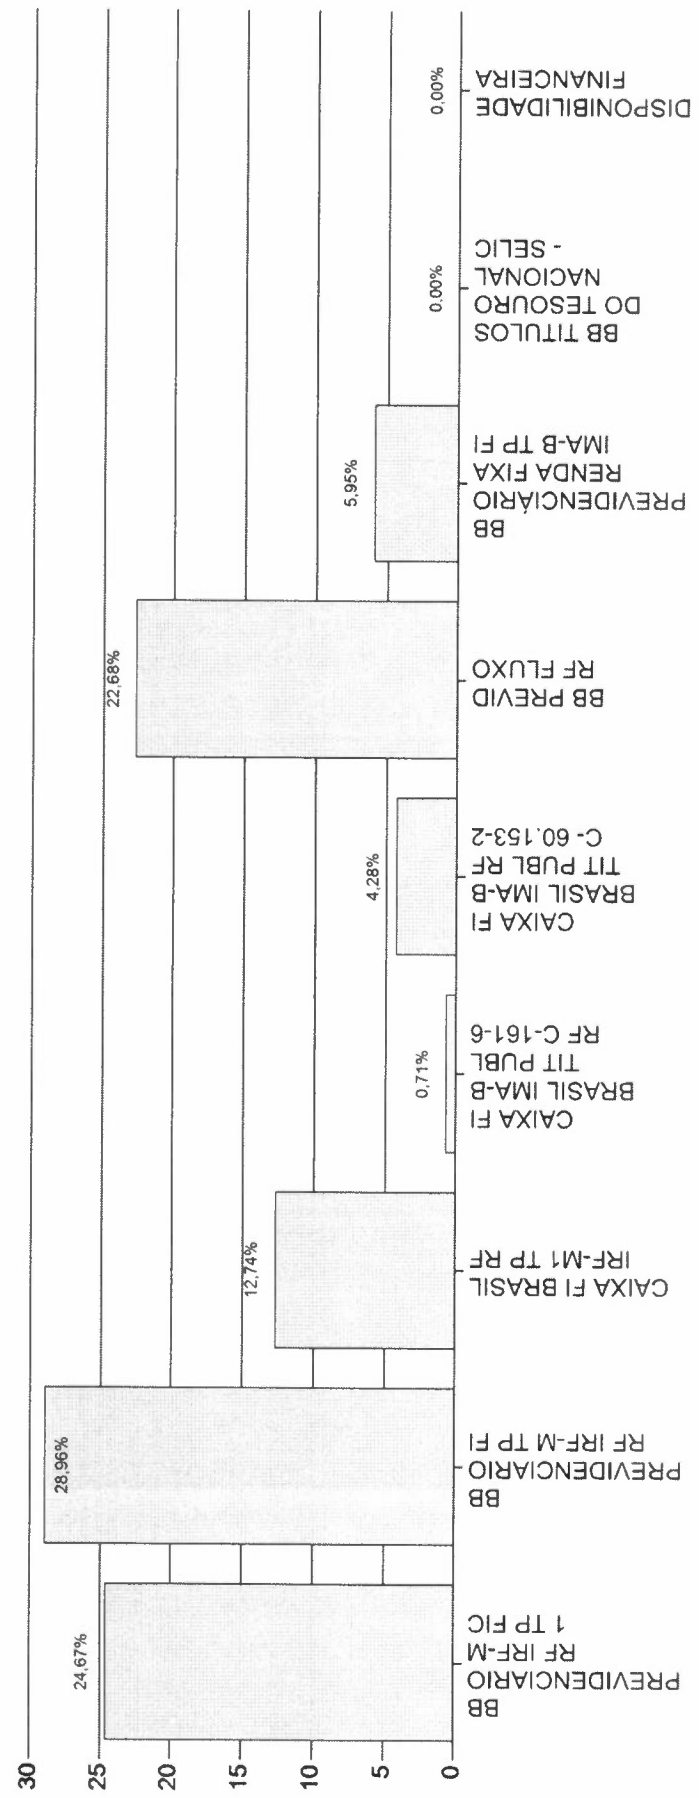 30
25
20
15
10
5
0
24,67%
28,96%
12,74%
0,71%
4,28%
22,68%
5,95%
0,00%
0,00%
BB
PREVIDENCIARIO
RF IRF-M
1 TP FIC
BB
PREVIDENCIARIO
RF IRF-M TP FI
CAIXA FI BRASIL
IRF-M1 TP RF
CAIXA FI
BRASIL IMA-B
TIT PUBL
RF C-161-6
CAIXA FI
BRASIL IMA-B
TIT PUBL RF
C- 60.153-2
BB PREVID
RF FLUXO
BB
PREVIDENCIÁRIO
RENDA FIXA
IMA-B TP FI
BB TITULOS
DO TESOURO
NACIONAL
- SELIC
DISPONIBILIDADE
FINANCEIRA